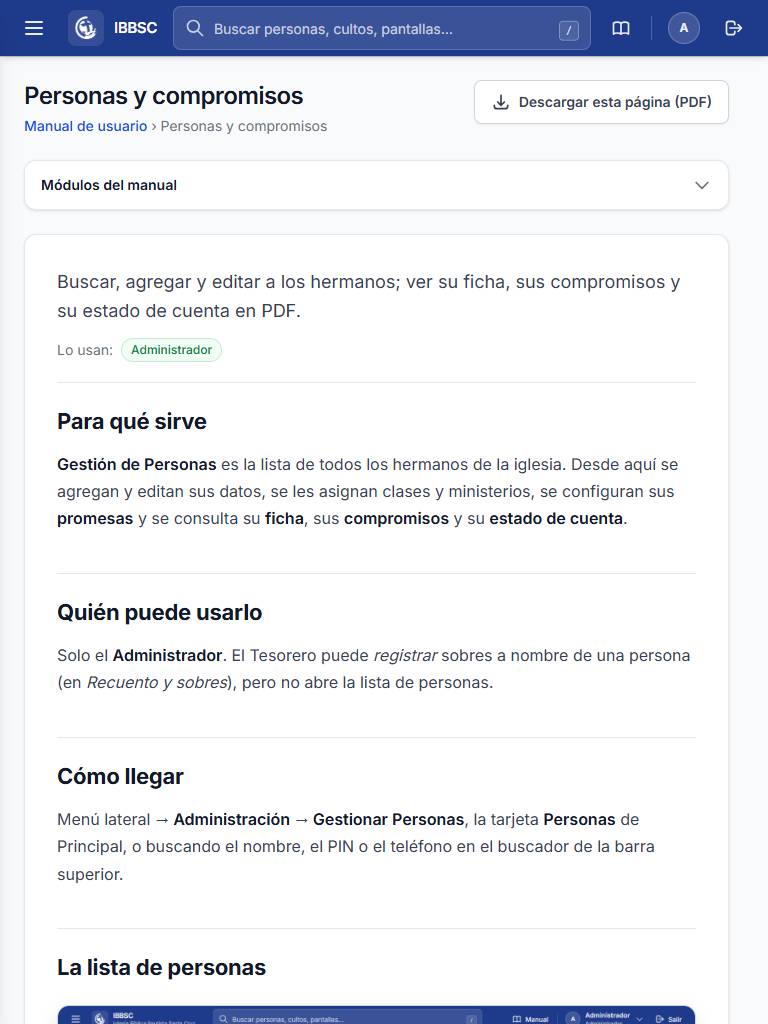 IBBSC
Buscar personas, cultos, pantallas...
/
A
Personas y compromisos
Descargar esta página (PDF)
Manual de usuario › Personas y compromisos
Módulos del manual
Buscar, agregar y editar a los hermanos; ver su ficha, sus compromisos y
su estado de cuenta en PDF.
Lo usan: Administrador
Para qué sirve
Gestión de Personas es la lista de todos los hermanos de la iglesia. Desde aquí se
agregan y editan sus datos, se les asignan clases y ministerios, se configuran sus
promesas y se consulta su ficha, sus compromisos y su estado de cuenta.
Quién puede usarlo
Solo el Administrador. El Tesorero puede registrar sobres a nombre de una persona
(en Recuento y sobres), pero no abre la lista de personas.
Cómo llegar
Menú lateral → Administración → Gestionar Personas, la tarjeta Personas de
Principal, o buscando el nombre, el PIN o el teléfono en el buscador de la barra
superior.
La lista de personas
IBBSC
Buscar personas, cultos, pantallas...
/
Manual
A
Administrador
Salir